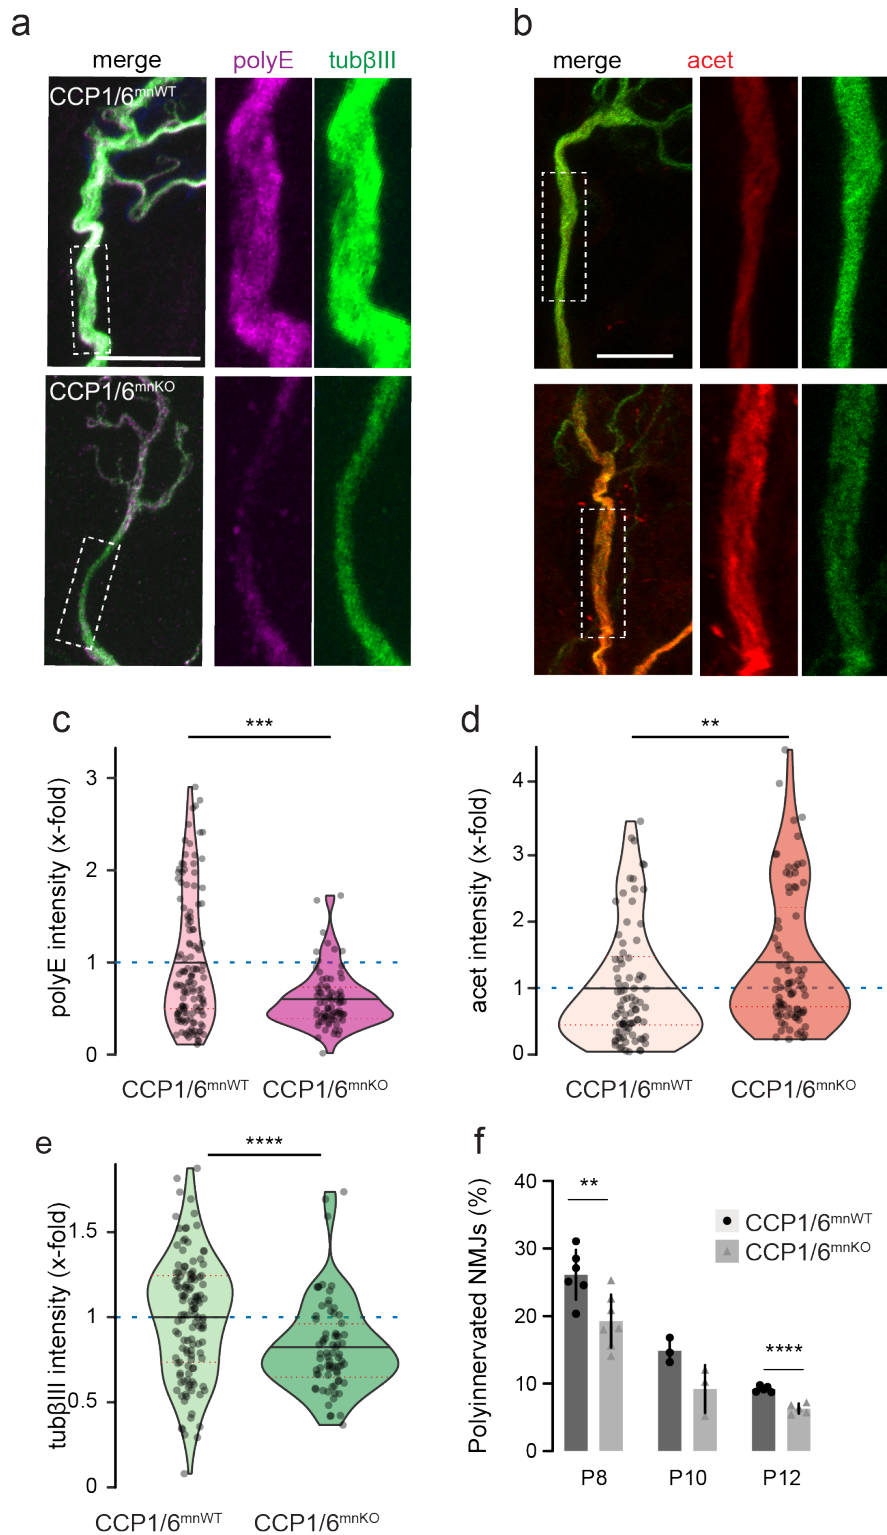 a
b
merge
polyE
tubβIII
merge
acet
CCP1/6mnWT
CCP1/6mnKO
c
d
***
**
polyE intensity (x-fold)
3
2
1
0
CCP1/6mnWT
CCP1/6mnKO
acet intensity (x-fold)
4
3
2
1
0
CCP1/6mnWT
CCP1/6mnKO
e
f
****
tubβIII intensity (x-fold)
1.5
1
0.5
0
CCP1/6mnWT
CCP1/6mnKO
Polyinnervated NMJs (%)
40
30
20
10
0
**
****
CCP1/6mnWT
CCP1/6mnKO
P8
P10
P12